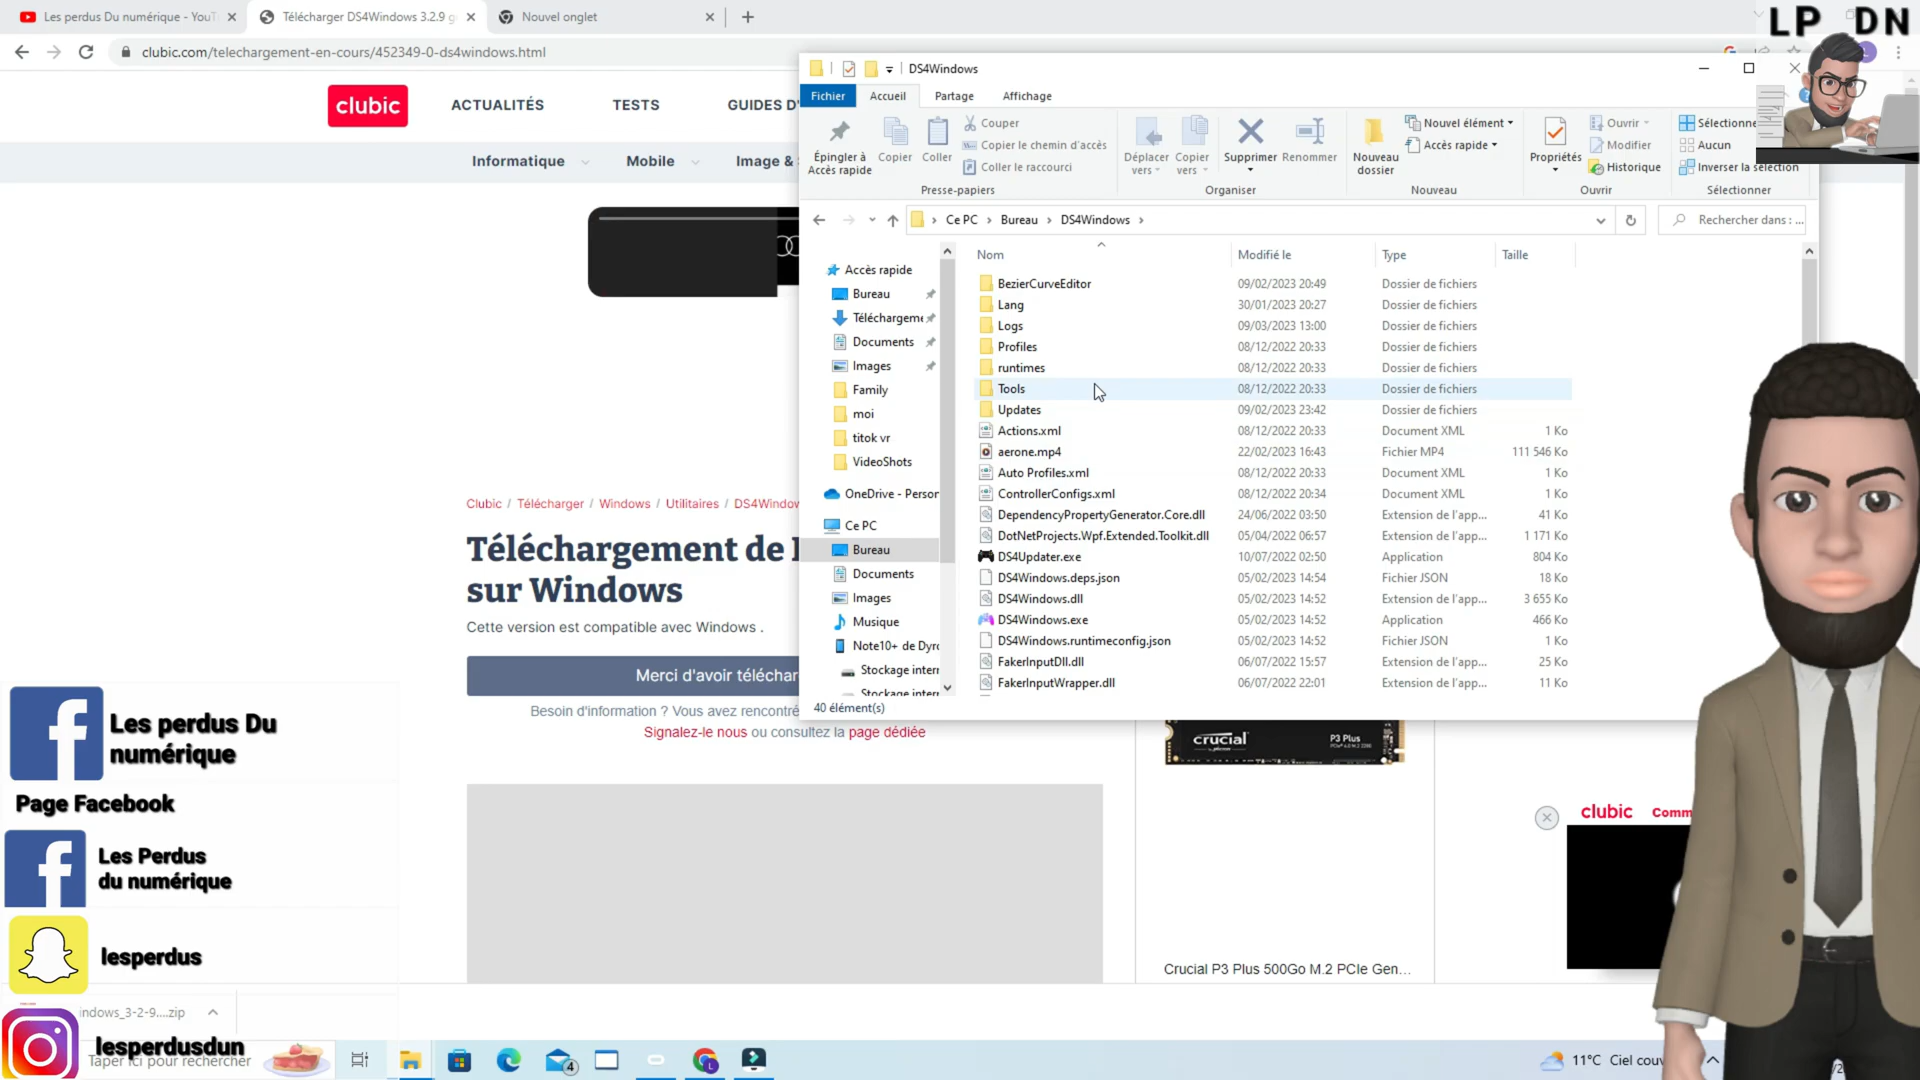 Les perdus Du numérique - YouT
Télécharger DS4Windows 3.2.9 g
Nouvel onglet
LP DN
clubic.com/telechargement-en-cours/452349-0-ds4windows.html
clubic
ACTUALITÉS
TESTS
GUIDES D'
Informatique
Mobile
Image &
DS4Windows
Fichier
Accueil
Partage
Affichage
Épingler à
Accès rapide
Copier
Coller
Couper
Copier le chemin d'accès
Coller le raccourci
Presse-papiers
Déplacer
vers
Copier
vers
Supprimer
Renommer
Organiser
Nouveau
dossier
Nouvel élément
Accès rapide
Nouveau
Propriétés
Ouvrir
Modifier
Historique
Ouvrir
Sélectionne
Aucun
Inverser la sélection
Sélectionner
Ce PC > Bureau > DS4Windows >
Rechercher dans : ...
Accès rapide
Bureau
Téléchargeme
Documents
Images
Family
moi
titok vr
VideoShots
OneDrive - Person
Ce PC
Bureau
Documents
Images
Musique
Note10+ de Dyro
Stockage intern
Stockage intern
Nom Modifié le Type Taille
BezierCurveEditor 09/02/2023 20:49 Dossier de fichiers
Lang 30/01/2023 20:27 Dossier de fichiers
Logs 09/03/2023 13:00 Dossier de fichiers
Profiles 08/12/2022 20:33 Dossier de fichiers
runtimes 08/12/2022 20:33 Dossier de fichiers
Tools 08/12/2022 20:33 Dossier de fichiers
Updates 09/02/2023 23:42 Dossier de fichiers
Actions.xml 08/12/2022 20:33 Document XML 1 Ko
aerone.mp4 22/02/2023 16:43 Fichier MP4 111 546 Ko
Auto Profiles.xml 08/12/2022 20:33 Document XML 1 Ko
ControllerConfigs.xml 08/12/2022 20:34 Document XML 1 Ko
DependencyPropertyGenerator.Core.dll 24/06/2022 03:50 Extension de l'app... 41 Ko
DotNetProjects.Wpf.Extended.Toolkit.dll 05/04/2022 06:57 Extension de l'app... 1 171 Ko
DS4Updater.exe 10/07/2022 02:50 Application 804 Ko
DS4Windows.deps.json 05/02/2023 14:54 Fichier JSON 18 Ko
DS4Windows.dll 05/02/2023 14:52 Extension de l'app... 3 655 Ko
DS4Windows.exe 05/02/2023 14:52 Application 466 Ko
DS4Windows.runtimeconfig.json 05/02/2023 14:52 Fichier JSON 1 Ko
FakerInputDll.dll 06/07/2022 15:57 Extension de l'app... 25 Ko
FakerInputWrapper.dll 06/07/2022 22:01 Extension de l'app... 11 Ko
40 élément(s)
Clubic / Télécharger / Windows / Utilitaires / DS4Window
Téléchargement de
sur Windows
Cette version est compatible avec Windows .
Merci d'avoir téléchar
Besoin d'information ? Vous avez rencontré
Signalez-le nous ou consultez la page dédiée
crucial
P3 Plus
Crucial P3 Plus 500Go M.2 PCIe Gen...
clubic
Comm
Les perdus Du
numérique
Page Facebook
Les Perdus
du numérique
lesperdus
indows_3-2-9....zip
lesperdusdun
Taper ici pour rechercher
4
11°C Ciel couv